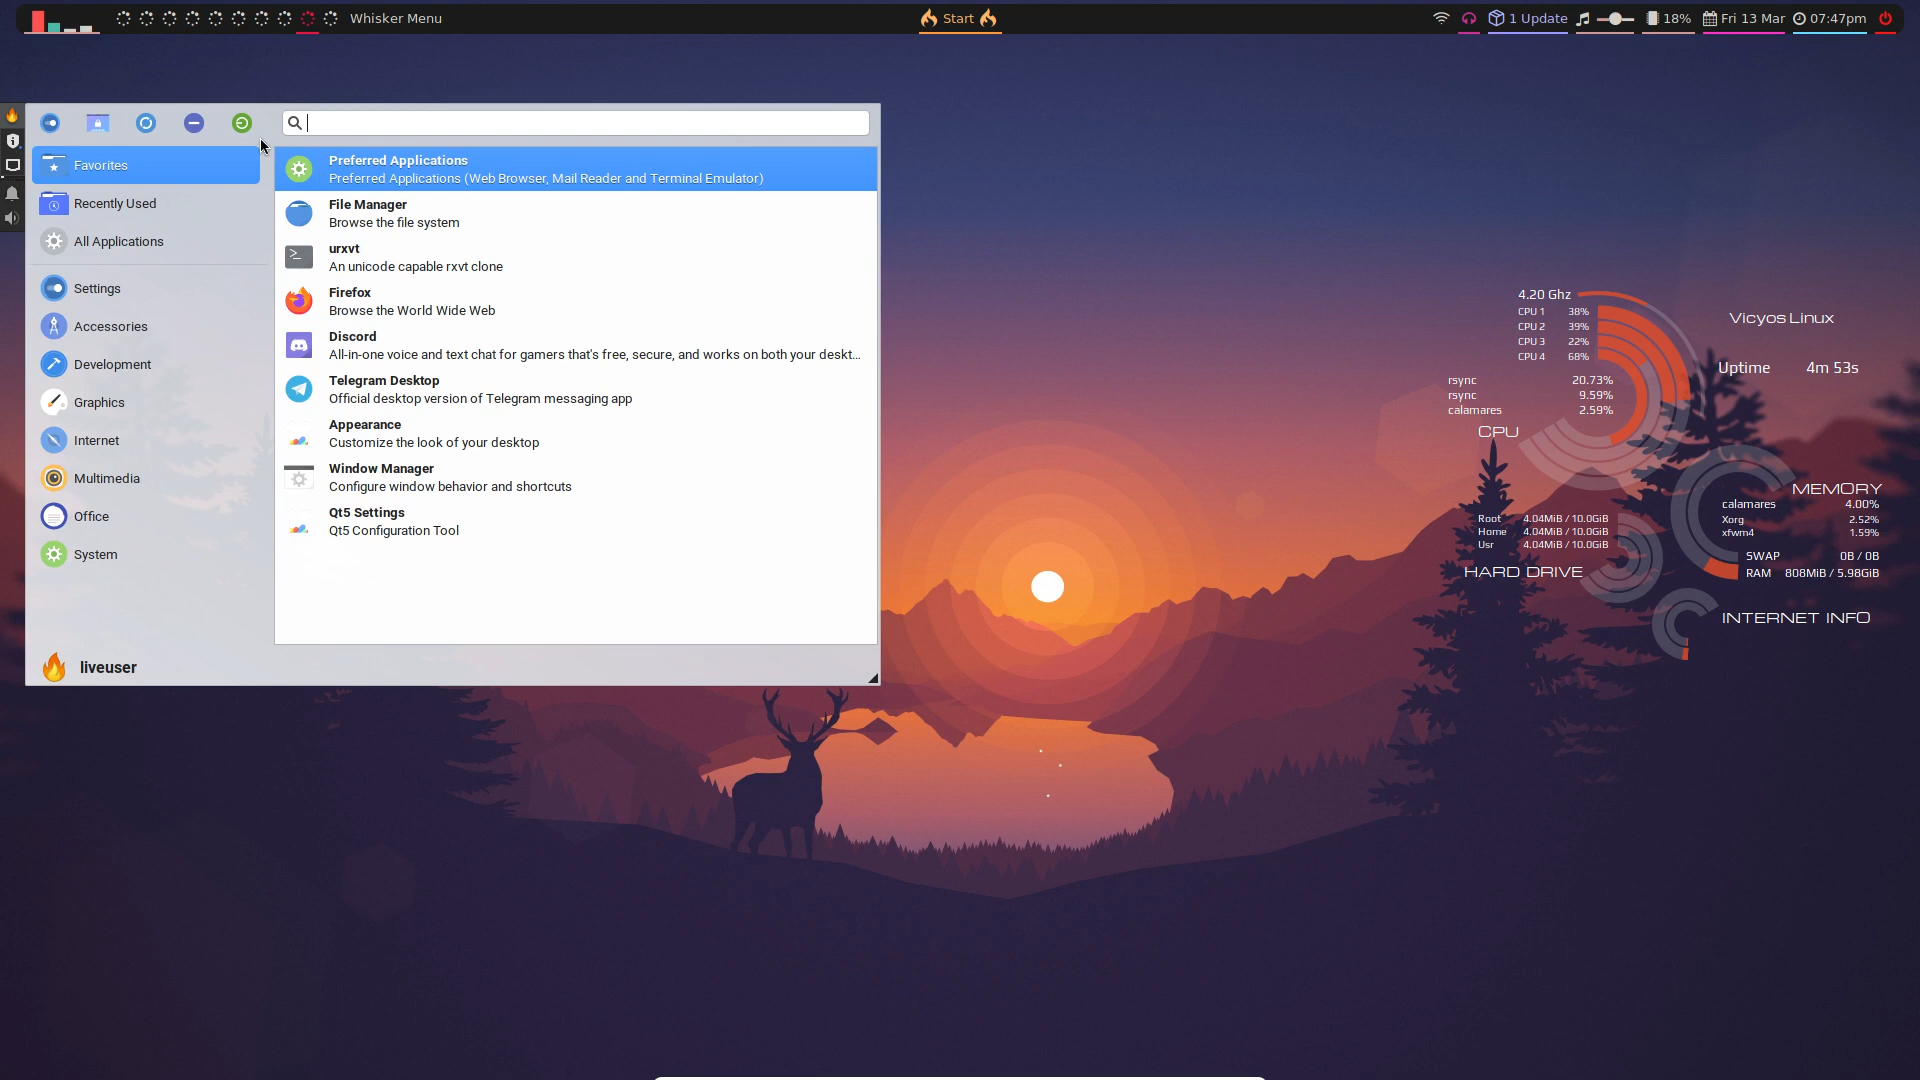 Whisker Menu
Start
1 Update
18%
Fri 13 Mar
07:47pm
Favorites
Recently Used
All Applications
Settings
Accessories
Development
Graphics
Internet
Multimedia
Office
System
liveuser
Preferred Applications
Preferred Applications (Web Browser, Mail Reader and Terminal Emulator)
File Manager
Browse the file system
urxvt
An unicode capable rxvt clone
Firefox
Browse the World Wide Web
Discord
All-in-one voice and text chat for gamers that's free, secure, and works on both your deskt...
Telegram Desktop
Official desktop version of Telegram messaging app
Appearance
Customize the look of your desktop
Window Manager
Configure window behavior and shortcuts
Qt5 Settings
Qt5 Configuration Tool
4.20 Ghz
CPU 1 38%
CPU 2 39%
CPU 3 22%
CPU 4 68%
rsync 20.73%
rsync 9.59%
calamares 2.59%
CPU
Vicyos Linux
Uptime 4m 53s
MEMORY
calamares 4.00%
Xorg 2.52%
xfwm4 1.59%
SWAP 0B / 0B
RAM 808MiB / 5.98GiB
Root 4.04MiB / 10.0GiB
Home 4.04MiB / 10.0GiB
Usr 4.04MiB / 10.0GiB
HARD DRIVE
INTERNET INFO